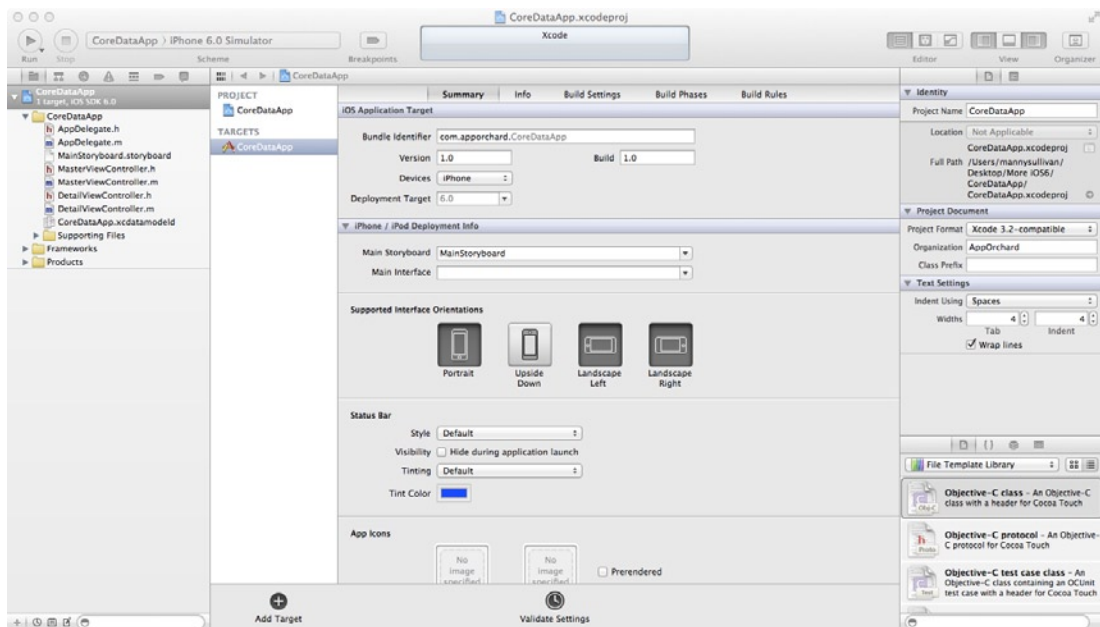 CoreDataApp.xcodeproj
CoreDataApp
iPhone 6.0 Simulator
Xcode
Run
Stop
Scheme
Breakpoints
Editor
View
Organizer
CoreDataApp
1 target, iOS SDK 6.0
CoreDataApp
AppDelegate.h
AppDelegate.m
MainStoryboard.storyboard
MasterViewController.h
MasterViewController.m
DetailViewController.h
DetailViewController.m
CoreDataApp.xcdatamodeld
Supporting Files
Frameworks
Products
CoreDataApp
PROJECT
CoreDataApp
TARGETS
CoreDataApp
Summary
Info
Build Settings
Build Phases
Build Rules
iOS Application Target
Bundle Identifier com.apporchard.CoreDataApp
Version 1.0 Build 1.0
Devices iPhone
Deployment Target 6.0
iPhone / iPod Deployment Info
Main Storyboard MainStoryboard
Main Interface
Supported Interface Orientations
Portrait
Upside Down
Landscape Left
Landscape Right
Status Bar
Style Default
Visibility Hide during application launch
Tinting Default
Tint Color
App Icons
No image specified
No image specified
Prerendered
Add Target
Validate Settings
Identity
Project Name CoreDataApp
Location Not Applicable
CoreDataApp.xcodeproj
Full Path /Users/mannysullivan/
Desktop/More iOS6/
CoreDataApp/
CoreDataApp.xcodeproj
Project Document
Project Format Xcode 3.2-compatible
Organization AppOrchard
Class Prefix
Text Settings
Indent Using Spaces
Widths 4 4
Tab Indent
Wrap lines
File Template Library
Objective-C class - An Objective-C
class with a header for Cocoa Touch
Objective-C protocol - An Objective-
C protocol for Cocoa Touch
Objective-C test case class - An
Objective-C class containing an OCUnit
test case with a header for Cocoa Touch